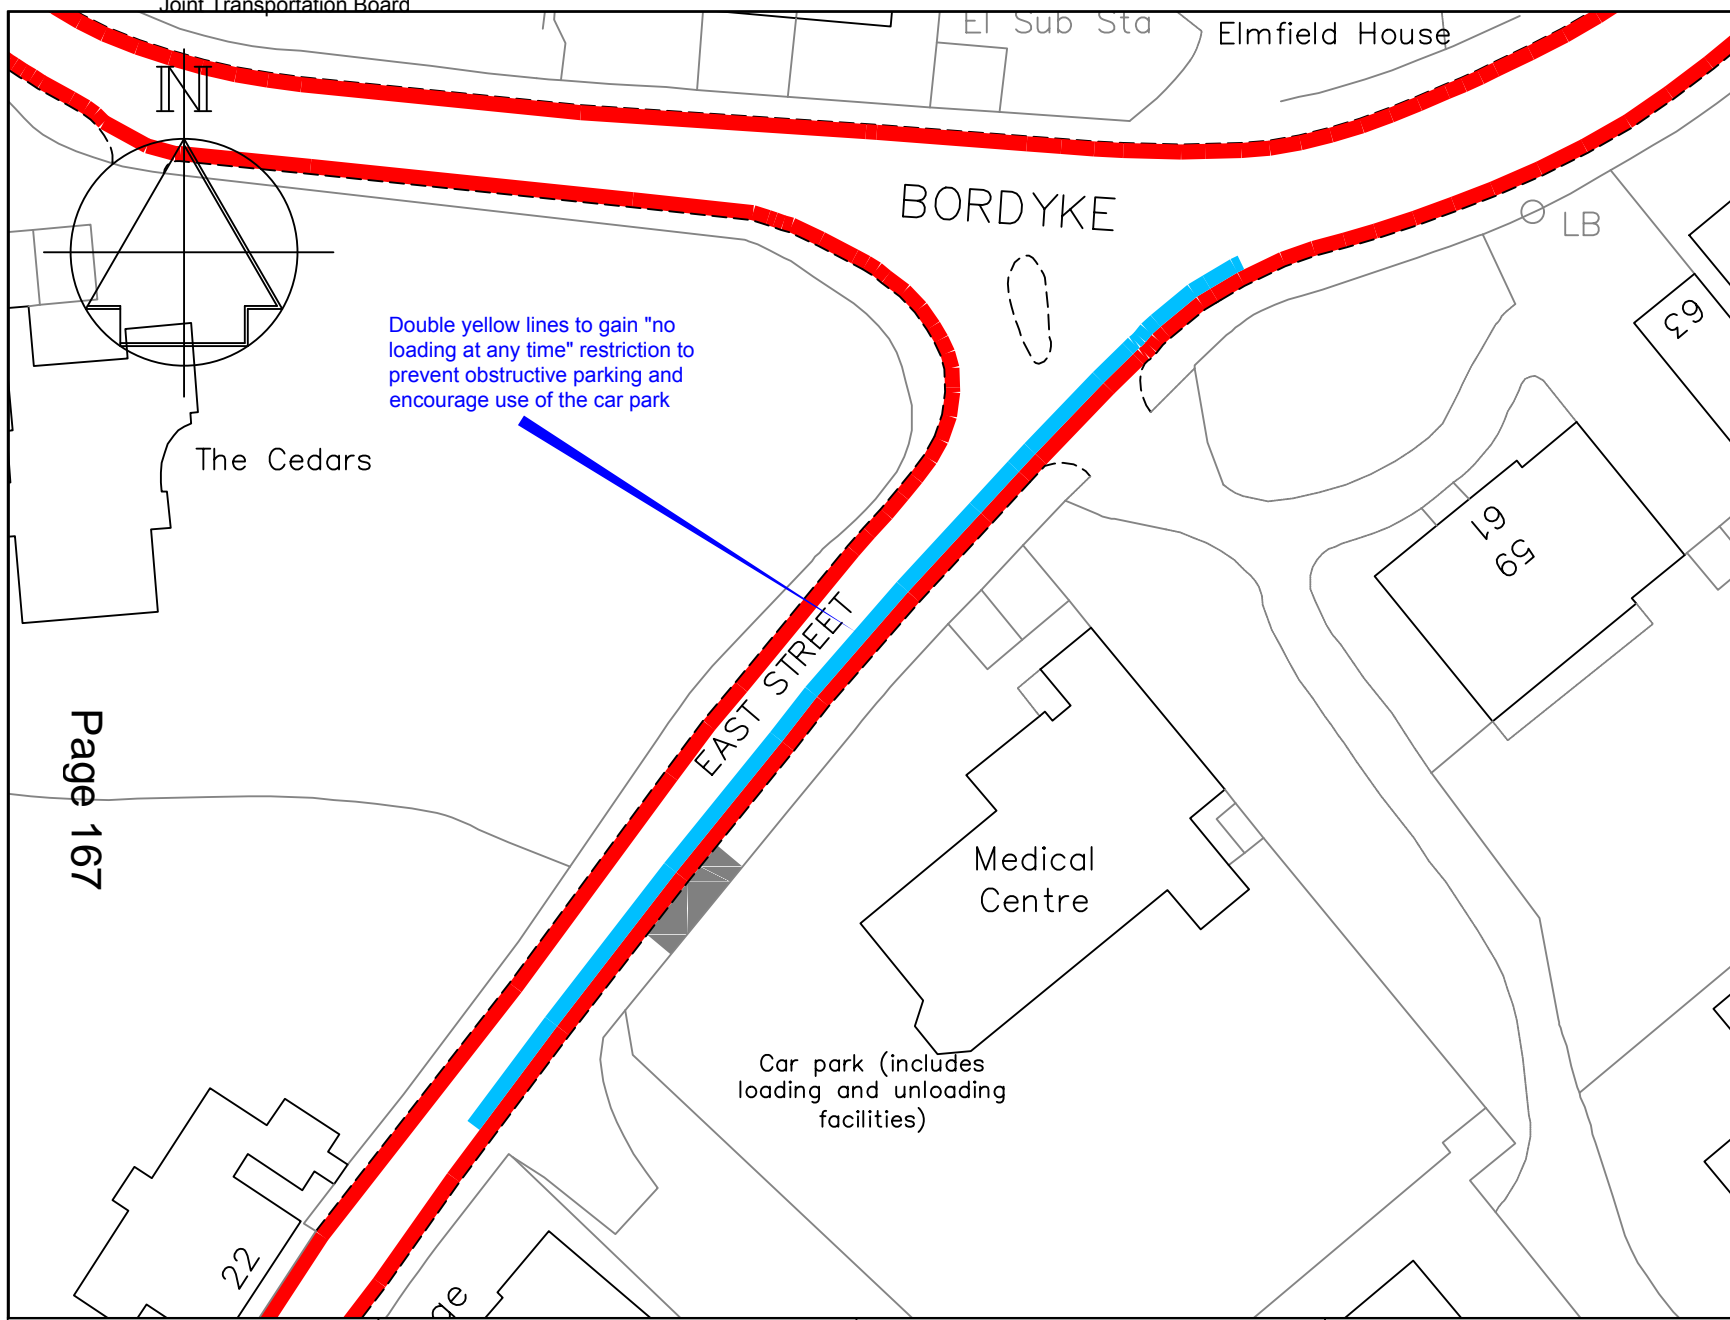 Joint Transportation Board
El Sub Sta
Elmfield House
N
BORDYKE
LB
63
Double yellow lines to gain "no
loading at any time" restriction to
prevent obstructive parking and
encourage use of the car park
The Cedars
61
59
EAST STREET
Page 167
Medical
Centre
Car park (includes
loading and unloading
facilities)
22
ge